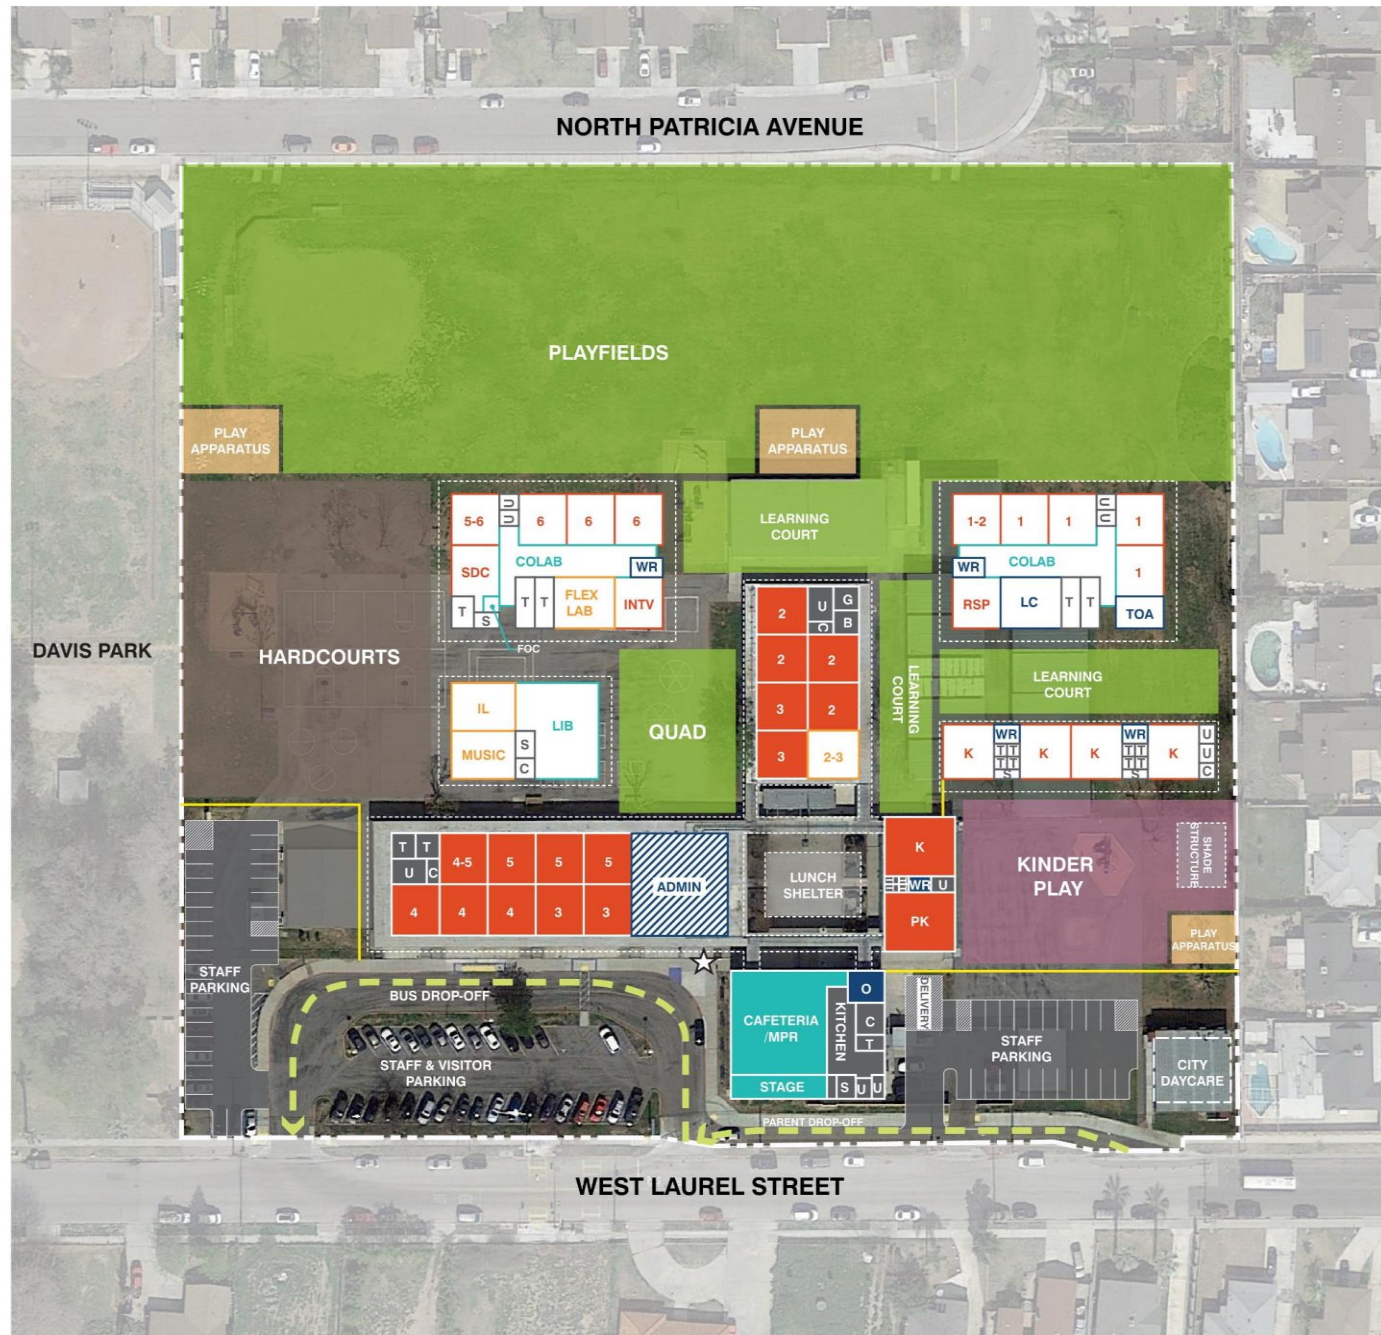 NORTH PATRICIA AVENUE
PLAYFIELDS
PLAY
APPARATUS
PLAY
APPARATUS
5-6
U
U
6
6
6
COLAB
WR
SDC
T
S
T
T
FLEX
LAB
INTV
FOC
LEARNING
COURT
1-2
1
1
U
U
1
COLAB
WR
1
RSP
LC
T
T
TOA
DAVIS PARK
HARDCOURTS
IL
MUSIC
LIB
S
C
QUAD
2
U
G
C
B
2
2
3
2
3
2-3
LEARNING
COURT
LEARNING
COURT
K
WR
T
T
T
T
T
S
K
K
WR
T
T
T
T
T
S
K
U
U
C
T
T
U
C
4-5
5
5
5
4
4
4
3
3
ADMIN
LUNCH
SHELTER
K
WR
U
PK
KINDER
PLAY
SHADE
STRUCTURE
PLAY
APPARATUS
STAFF
PARKING
BUS DROP-OFF
STAFF & VISITOR
PARKING
CAFETERIA
/MPR
KITCHEN
O
C
T
STAGE
S
U
U
DELIVERY
STAFF
PARKING
CITY
DAYCARE
PARENT DROP-OFF
WEST LAUREL STREET